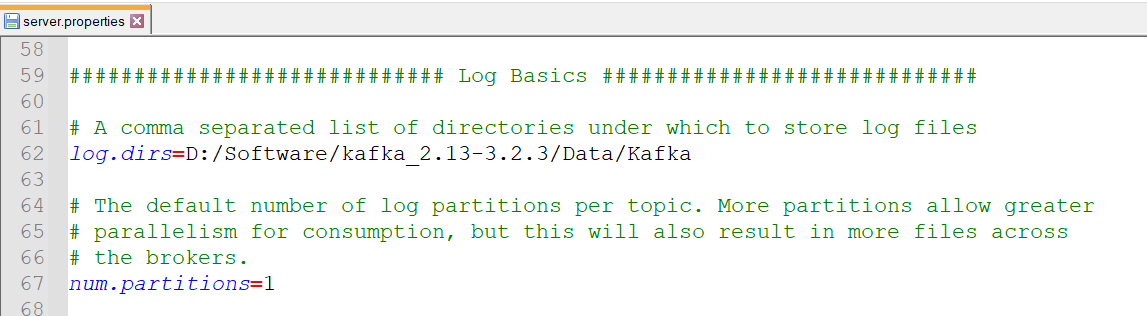 server.properties
58
59 ############################# Log Basics #############################
60
61 # A comma separated list of directories under which to store log files
62 log.dirs=D:/Software/kafka_2.13-3.2.3/Data/Kafka
63
64 # The default number of log partitions per topic. More partitions allow greater
65 # parallelism for consumption, but this will also result in more files across
66 # the brokers.
67 num.partitions=1
68